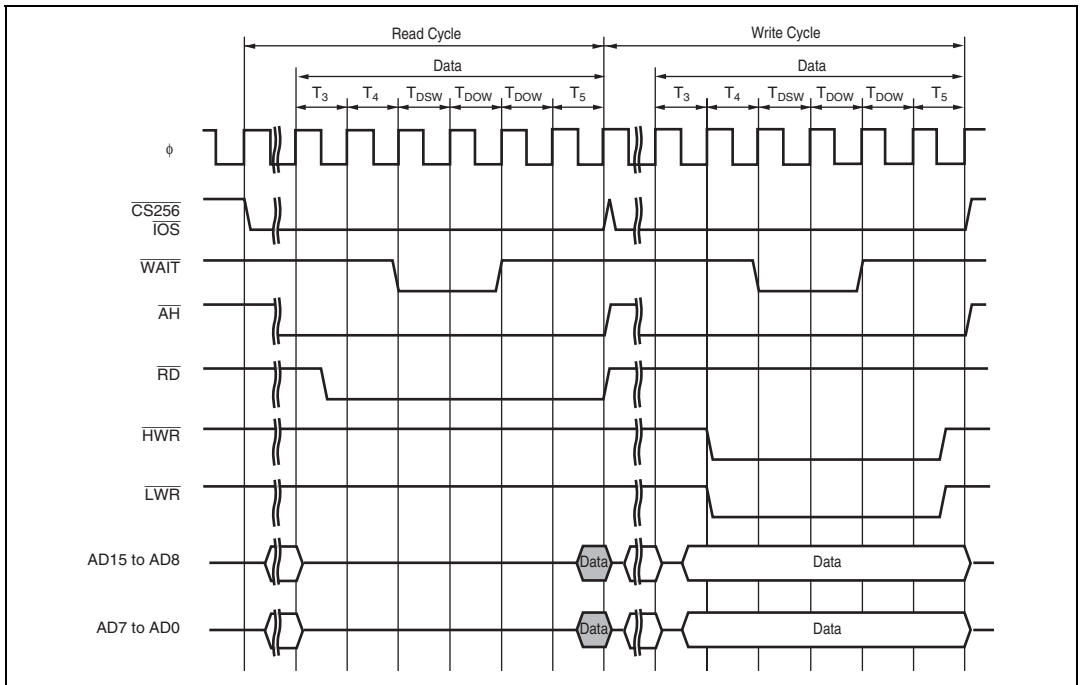 Read Cycle Write Cycle
Data Data
T3 T4 TDSW TDOW TDOW T5 T3 T4 TDSW TDOW TDOW T5
φ
CS256
IOS
WAIT
AH
RD
HWR
LWR
AD15 to AD8 Data Data
AD7 to AD0 Data Data